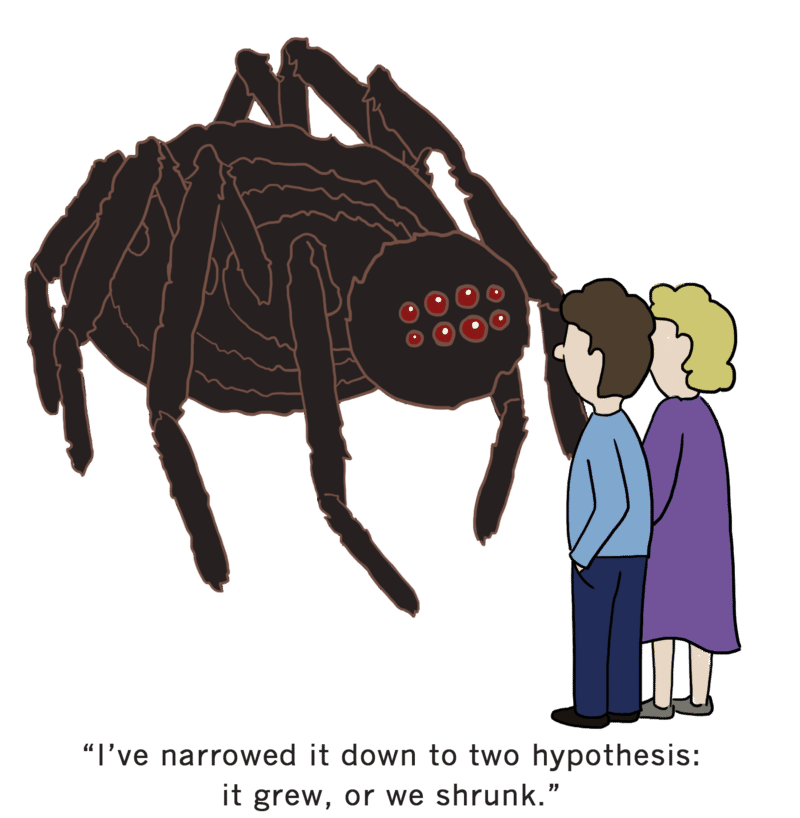 “I’ve narrowed it down to two hypothesis:
it grew, or we shrunk.”